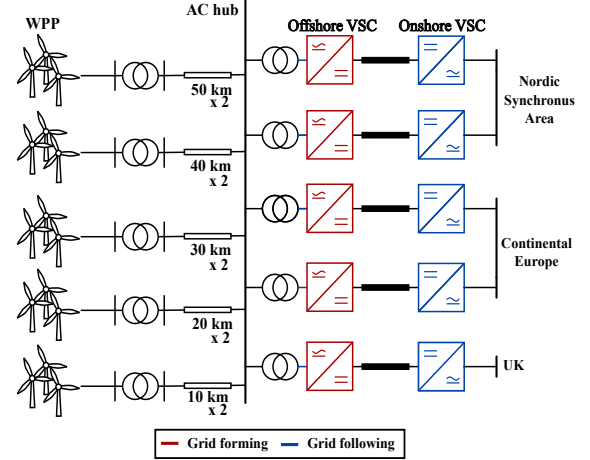 WPP
AC hub
Offshore VSC
Onshore VSC
50 km
x 2
Nordic
Synchronus
Area
40 km
x 2
30 km
x 2
Continental
Europe
20 km
x 2
10 km
x 2
UK
Grid forming
Grid following